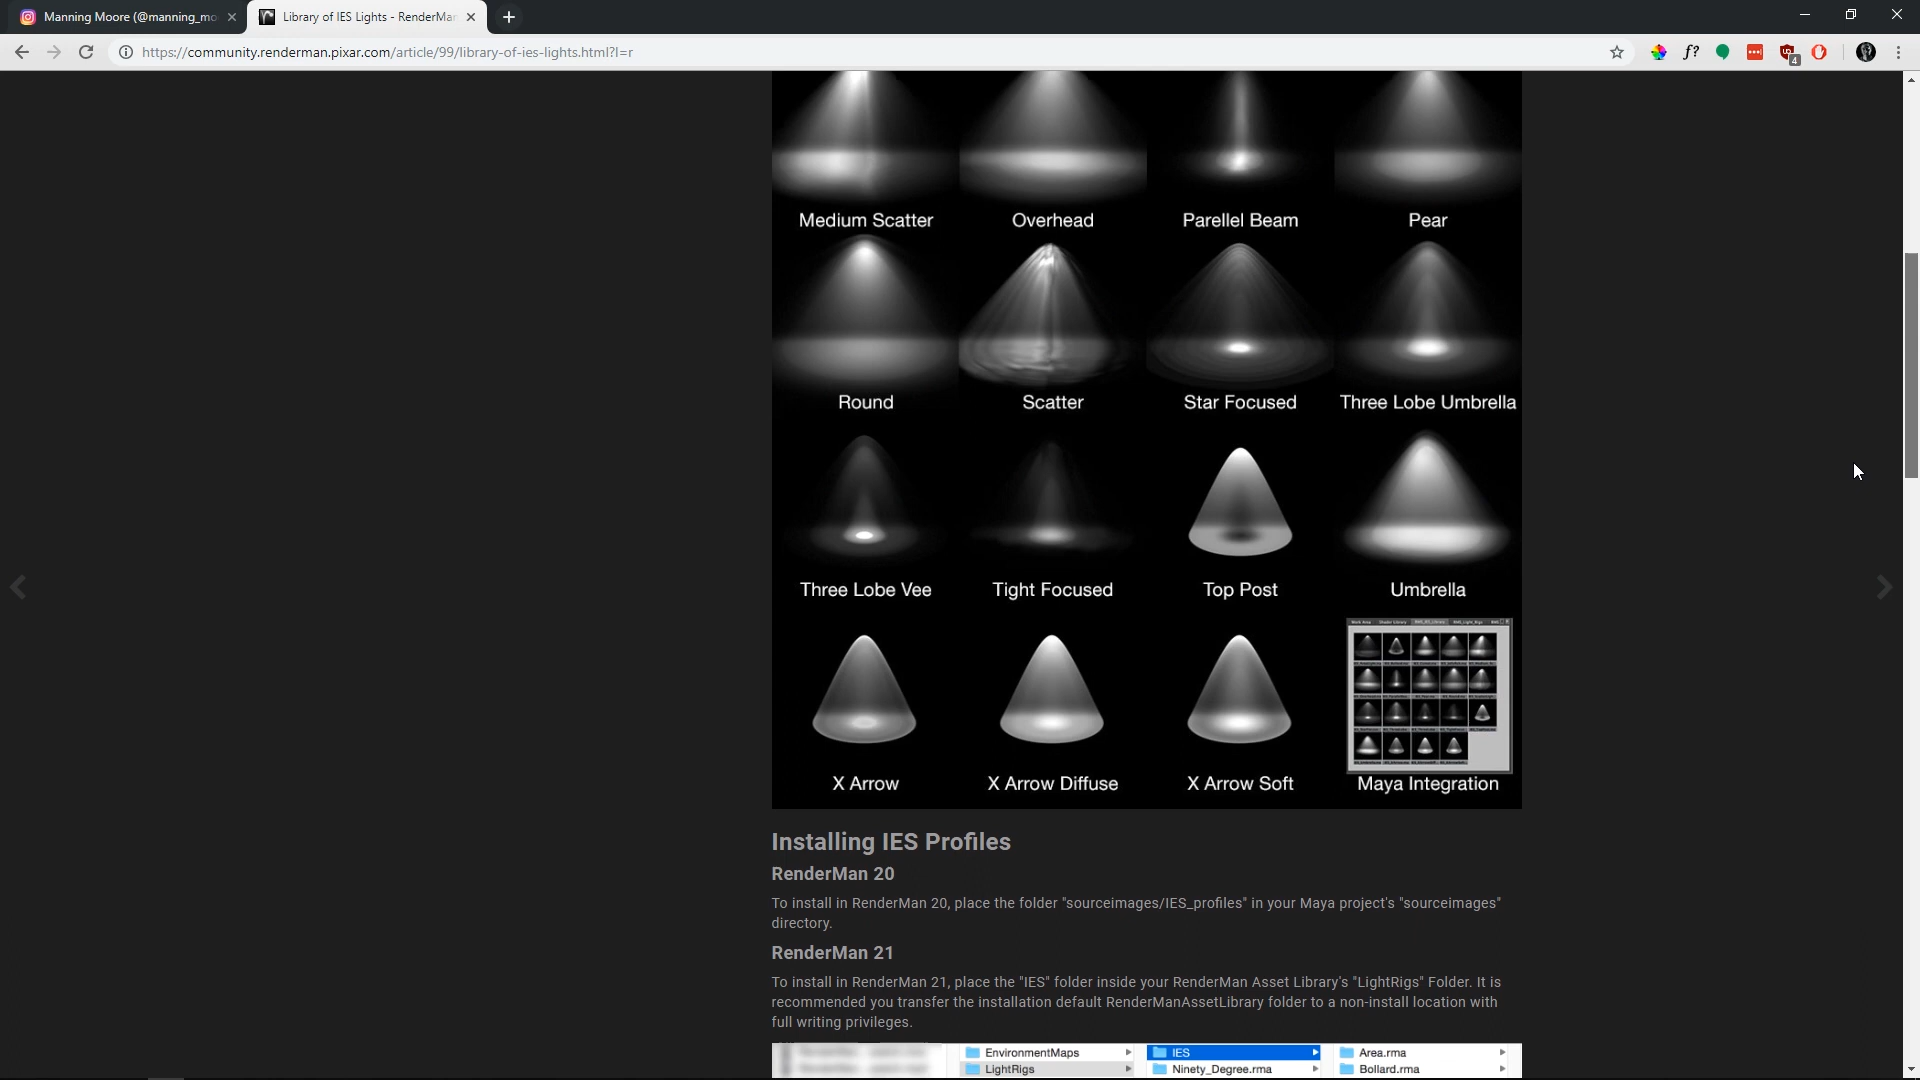 Manning Moore (@manning_mo
Library of IES Lights - RenderMan
https://community.renderman.pixar.com/article/99/library-of-ies-lights.html?l=r
f?
4
Medium Scatter
Overhead
Parellel Beam
Pear
Round
Scatter
Star Focused
Three Lobe Umbrella
Three Lobe Vee
Tight Focused
Top Post
Umbrella
X Arrow
X Arrow Diffuse
X Arrow Soft
Maya Integration
Installing IES Profiles
RenderMan 20
To install in RenderMan 20, place the folder "sourceimages/IES_profiles" in your Maya project's "sourceimages"
directory.
RenderMan 21
To install in RenderMan 21, place the "IES" folder inside your RenderMan Asset Library's "LightRigs" Folder. It is
recommended you transfer the installation default RenderManAssetLibrary folder to a non-install location with
full writing privileges.
EnvironmentMaps
IES
Area.rma
LightRigs
Ninety_Degree.rma
Bollard.rma